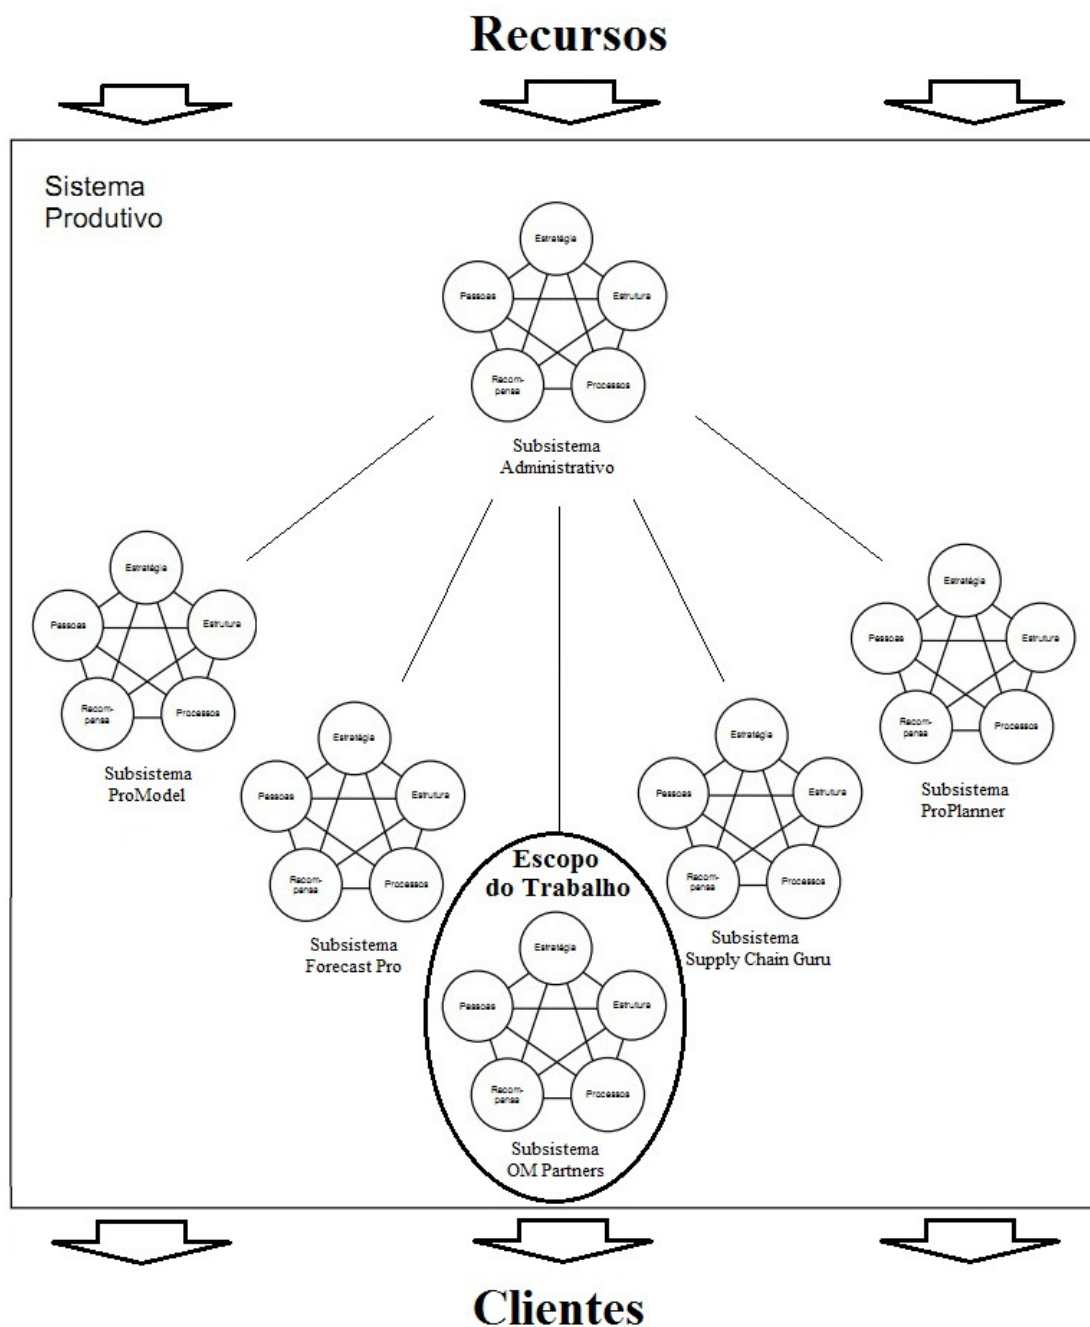 Recursos
Sistema
Produtivo
Estratégia
Pessoas
Estrutura
Recom-
pensa
Processos
Subsistema
Administrativo
Estratégia
Pessoas
Estrutura
Recom-
pensa
Processos
Subsistema
ProModel
Estratégia
Pessoas
Estrutura
Recom-
pensa
Processos
Subsistema
Forecast Pro
Escopo
do Trabalho
Estratégia
Pessoas
Estrutura
Recom-
pensa
Processos
Subsistema
OM Partners
Estratégia
Pessoas
Estrutura
Recom-
pensa
Processos
Subsistema
Supply Chain Guru
Estratégia
Pessoas
Estrutura
Recom-
pensa
Processos
Subsistema
ProPlanner
Clientes